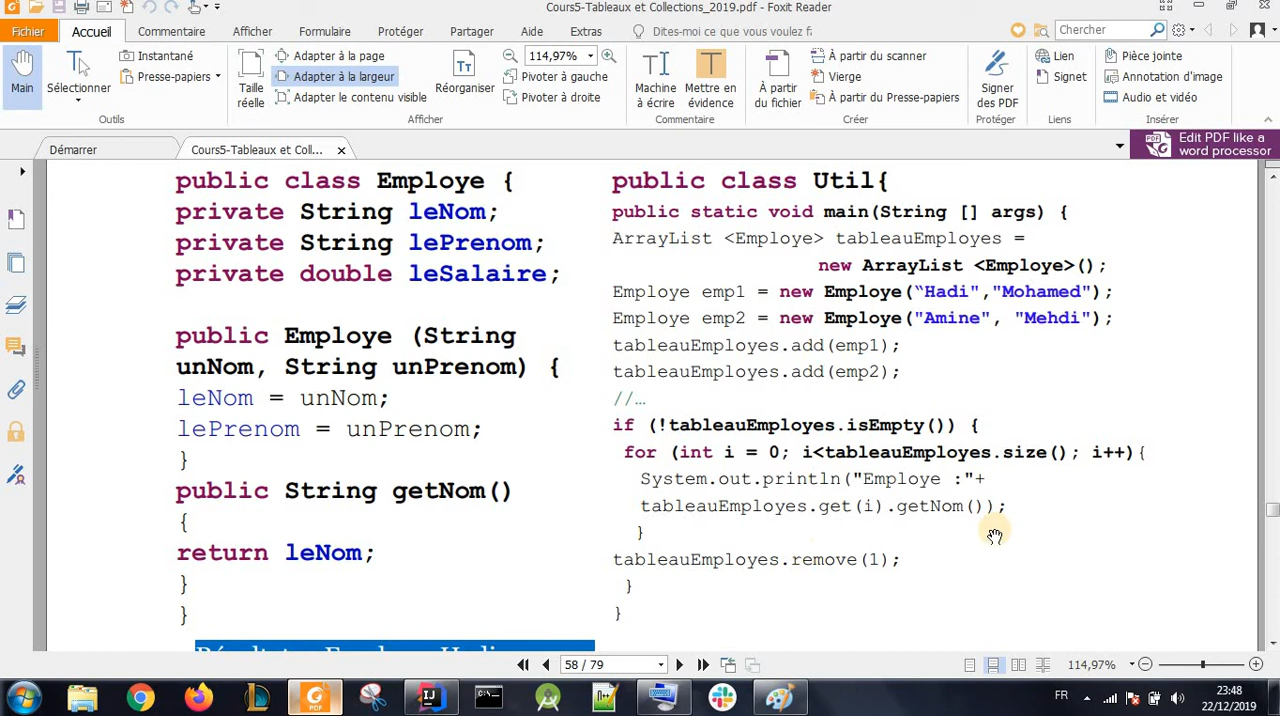 Cours5-Tableaux et Collections_2019.pdf - Foxit Reader
Fichier Accueil Commentaire Afficher Formulaire Protéger Partager Aide Extras Dites-moi ce que vous voulez f Chercher
Main
Sélectionner
Instantané
Presse-papiers
Outils
Taille réelle
Adapter à la page
Adapter à la largeur
Adapter le contenu visible
Réorganiser
114,97%
Pivoter à gauche
Pivoter à droite
Afficher
Machine à écrire
Mettre en évidence
Commentaire
À partir du fichier
À partir du scanner
Vierge
À partir du Presse-papiers
Créer
Signer des PDF
Protéger
Lien
Signet
Liens
Pièce jointe
Annotation d'image
Audio et vidéo
Insérer
Démarrer
Cours5-Tableaux et Coll...
Edit PDF like a
word processor
public class Employe {
private String leNom;
private String lePrenom;
private double leSalaire;
public Employe (String
unNom, String unPrenom) {
leNom = unNom;
lePrenom = unPrenom;
}
public String getNom()
{
return leNom;
}
}
public class Util{
public static void main(String [] args) {
ArrayList <Employe> tableauEmployes =
new ArrayList <Employe>();
Employe emp1 = new Employe(“Hadi","Mohamed");
Employe emp2 = new Employe("Amine", "Mehdi");
tableauEmployes.add(emp1);
tableauEmployes.add(emp2);
//…
if (!tableauEmployes.isEmpty()) {
for (int i = 0; i<tableauEmployes.size(); i++){
System.out.println("Employe :"+
tableauEmployes.get(i).getNom());
}
tableauEmployes.remove(1);
}
}
58 / 79
114,97%
FR
23:48
22/12/2019